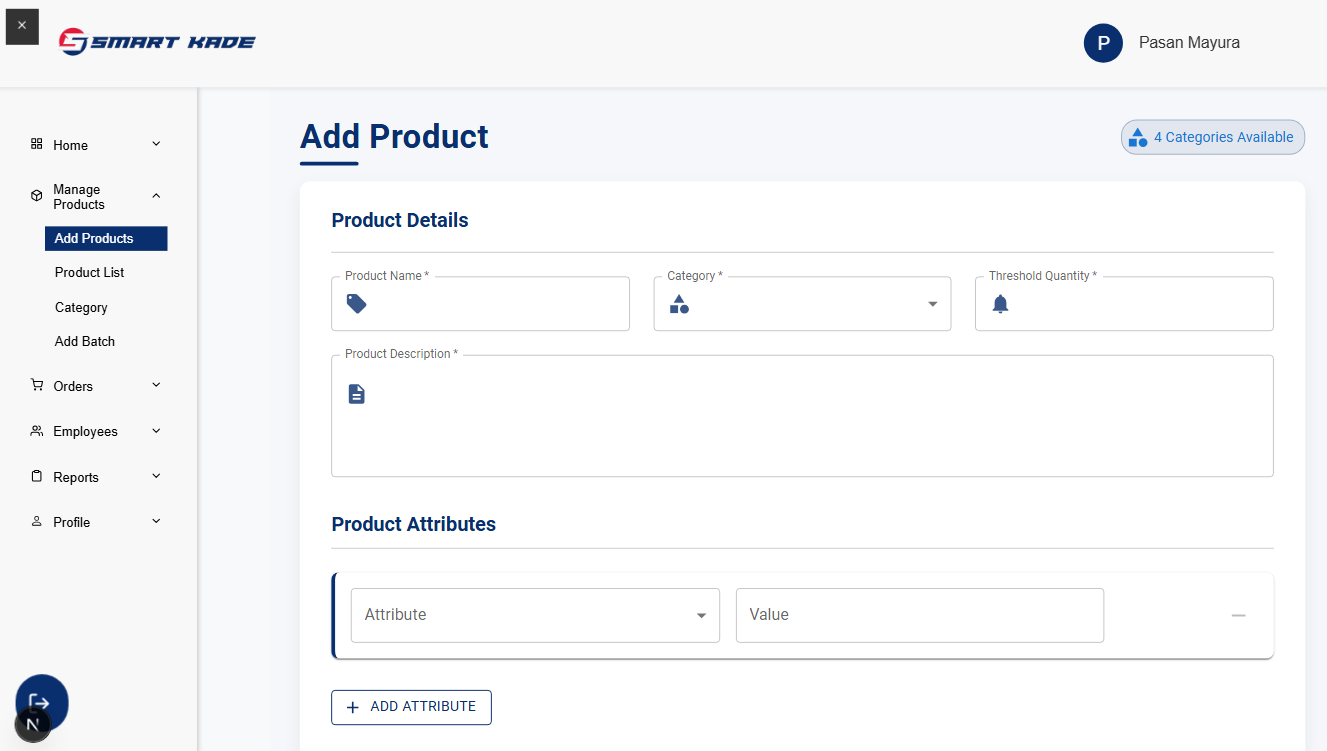 ×
SMART KADE
P
Pasan Mayura
Home
Manage
Products
Add Products
Product List
Category
Add Batch
Orders
Employees
Reports
Profile
N
Add Product
4 Categories Available
Product Details
Product Name *
Category *
Threshold Quantity *
Product Description *
Product Attributes
Attribute
Value
+ ADD ATTRIBUTE